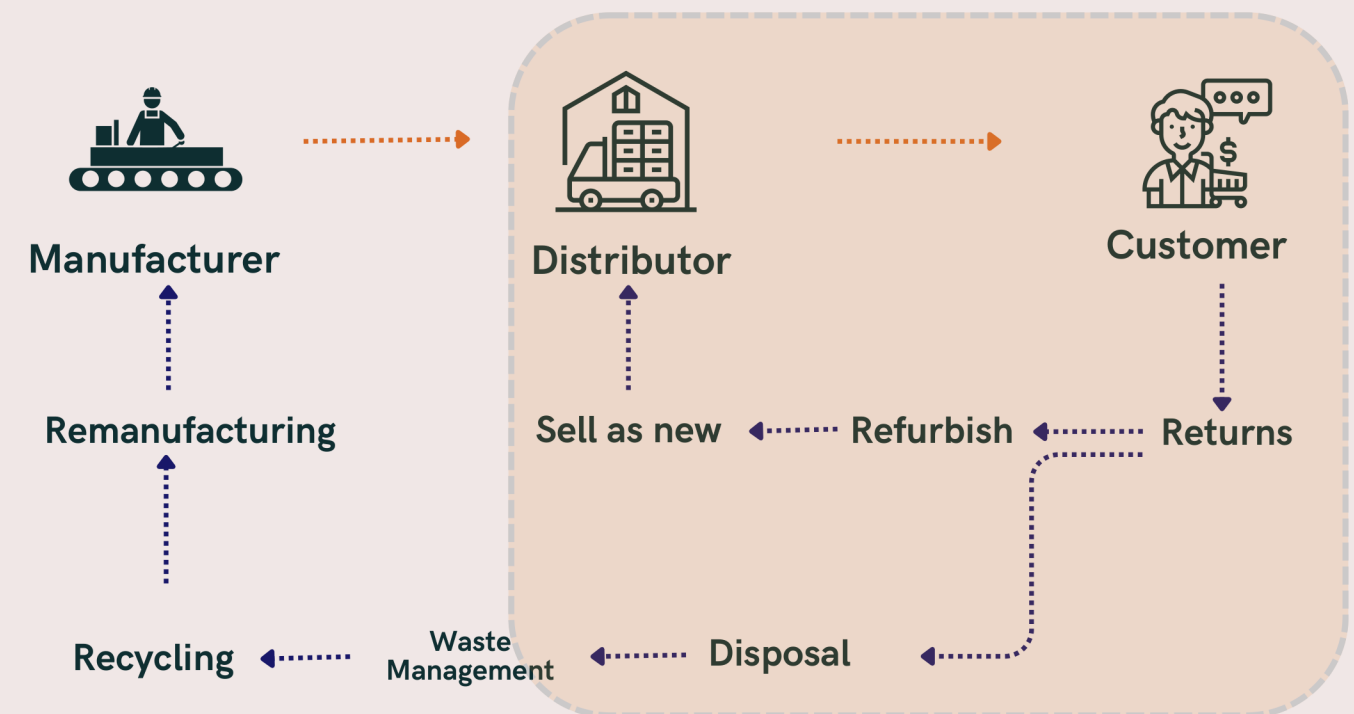 Manufacturer
Distributor
Customer
Remanufacturing
Sell as new
Refurbish
Returns
Recycling
Waste
Management
Disposal